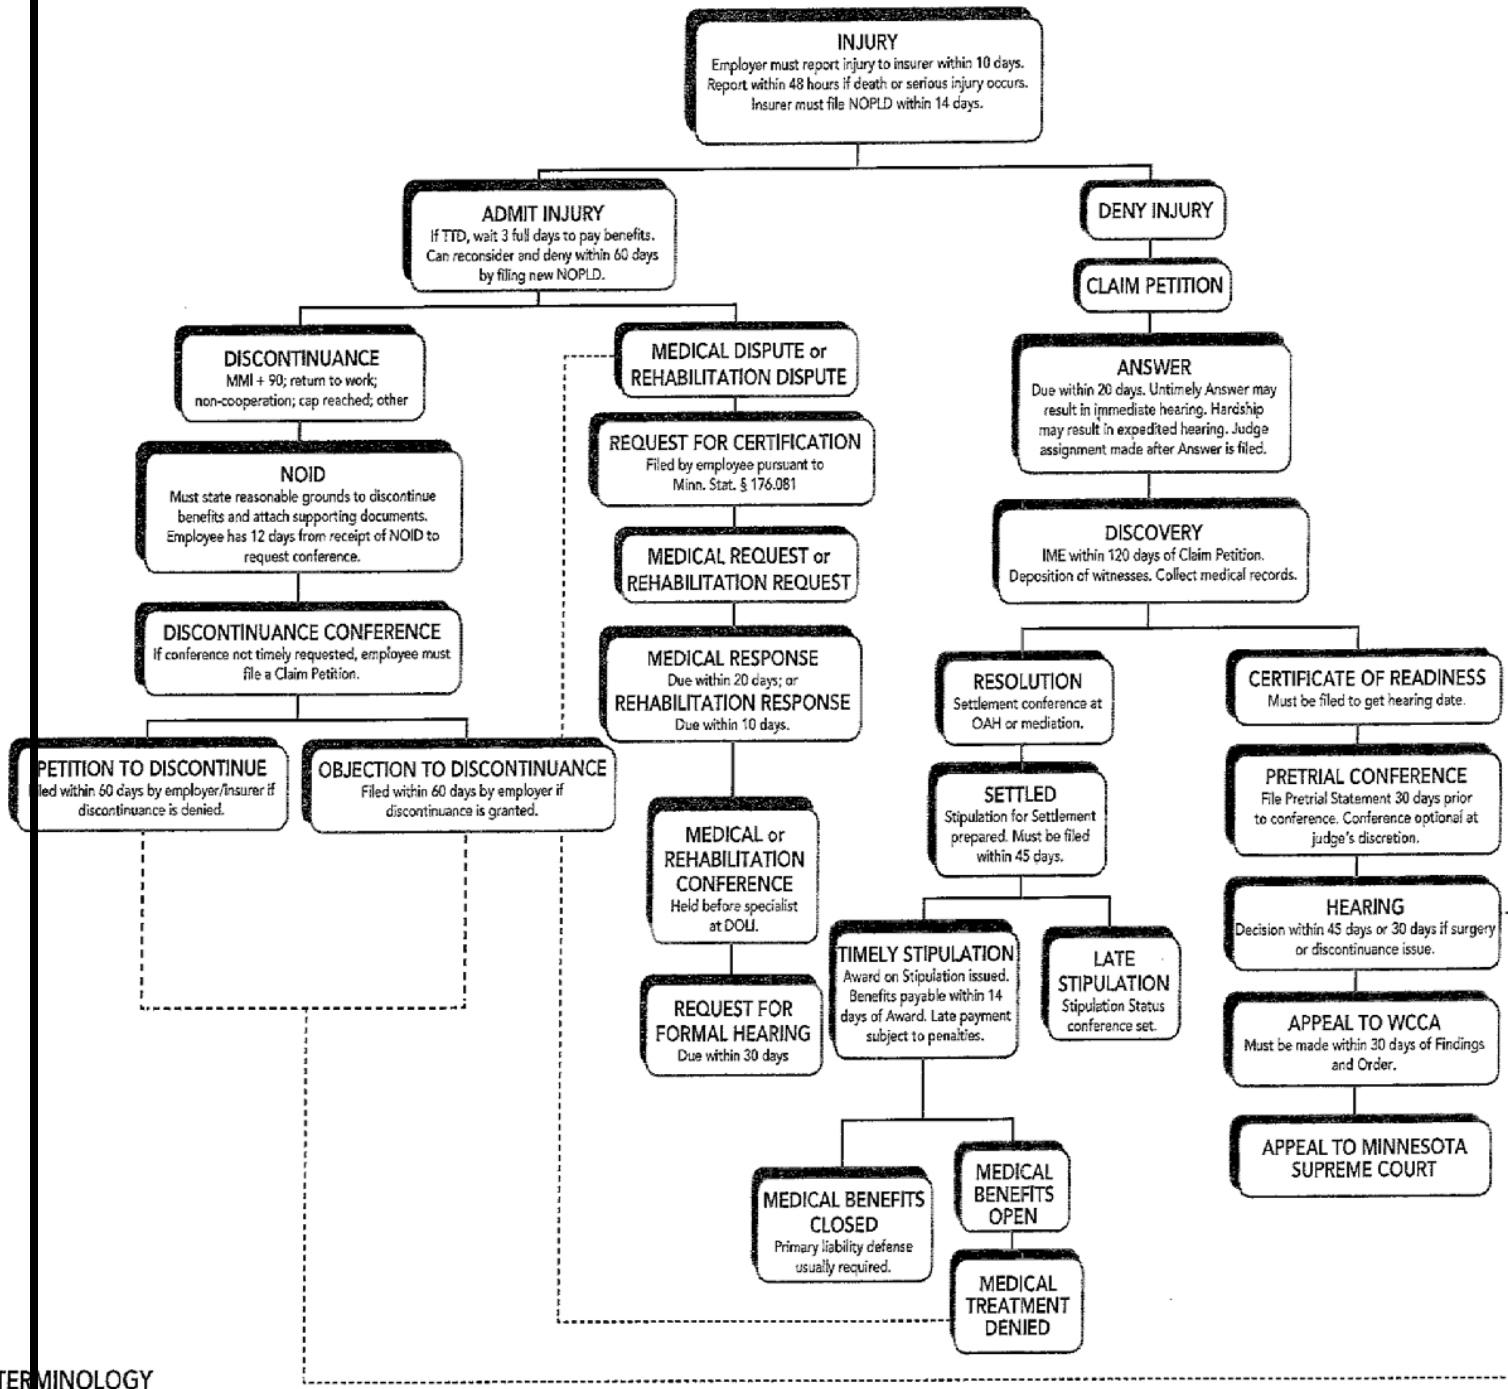 INJURY
Employer must report injury to insurer within 10 days.
Report within 48 hours if death or serious injury occurs.
Insurer must file NOPLD within 14 days.
ADMIT INJURY
If TTD, wait 3 full days to pay benefits.
Can reconsider and deny within 60 days
by filing new NOPLD.
DENY INJURY
CLAIM PETITION
DISCONTINUANCE
MMI + 90; return to work;
non-cooperation; cap reached; other
NOID
Must state reasonable grounds to discontinue
benefits and attach supporting documents.
Employee has 12 days from receipt of NOID to
request conference.
DISCONTINUANCE CONFERENCE
If conference not timely requested, employee must
file a Claim Petition.
PETITION TO DISCONTINUE
Filed within 60 days by employer/insurer if
discontinuance is denied.
OBJECTION TO DISCONTINUANCE
Filed within 60 days by employer if
discontinuance is granted.
MEDICAL DISPUTE or
REHABILITATION DISPUTE
REQUEST FOR CERTIFICATION
Filed by employee pursuant to
Minn. Stat. § 176.081
MEDICAL REQUEST or
REHABILITATION REQUEST
MEDICAL RESPONSE
Due within 20 days; or
REHABILITATION RESPONSE
Due within 10 days.
MEDICAL or
REHABILITATION
CONFERENCE
Held before specialist
at DOLI.
REQUEST FOR
FORMAL HEARING
Due within 30 days
ANSWER
Due within 20 days. Untimely Answer may
result in immediate hearing. Hardship
may result in expedited hearing. Judge
assignment made after Answer is filed.
DISCOVERY
IME within 120 days of Claim Petition.
Deposition of witnesses. Collect medical records.
RESOLUTION
Settlement conference at
OAH or mediation.
SETTLED
Stipulation for Settlement
prepared. Must be filed
within 45 days.
TIMELY STIPULATION
Award on Stipulation issued.
Benefits payable within 14
days of Award. Late payment
subject to penalties.
LATE
STIPULATION
Stipulation Status
conference set.
MEDICAL BENEFITS
CLOSED
Primary liability defense
usually required.
MEDICAL
BENEFITS
OPEN
MEDICAL
TREATMENT
DENIED
CERTIFICATE OF READINESS
Must be filed to get hearing date.
PRETRIAL CONFERENCE
File Pretrial Statement 30 days prior
to conference. Conference optional at
judge's discretion.
HEARING
Decision within 45 days or 30 days if surgery
or discontinuance issue.
APPEAL TO WCCA
Must be made within 30 days of Findings
and Order.
APPEAL TO MINNESOTA
SUPREME COURT
TERMINOLOGY